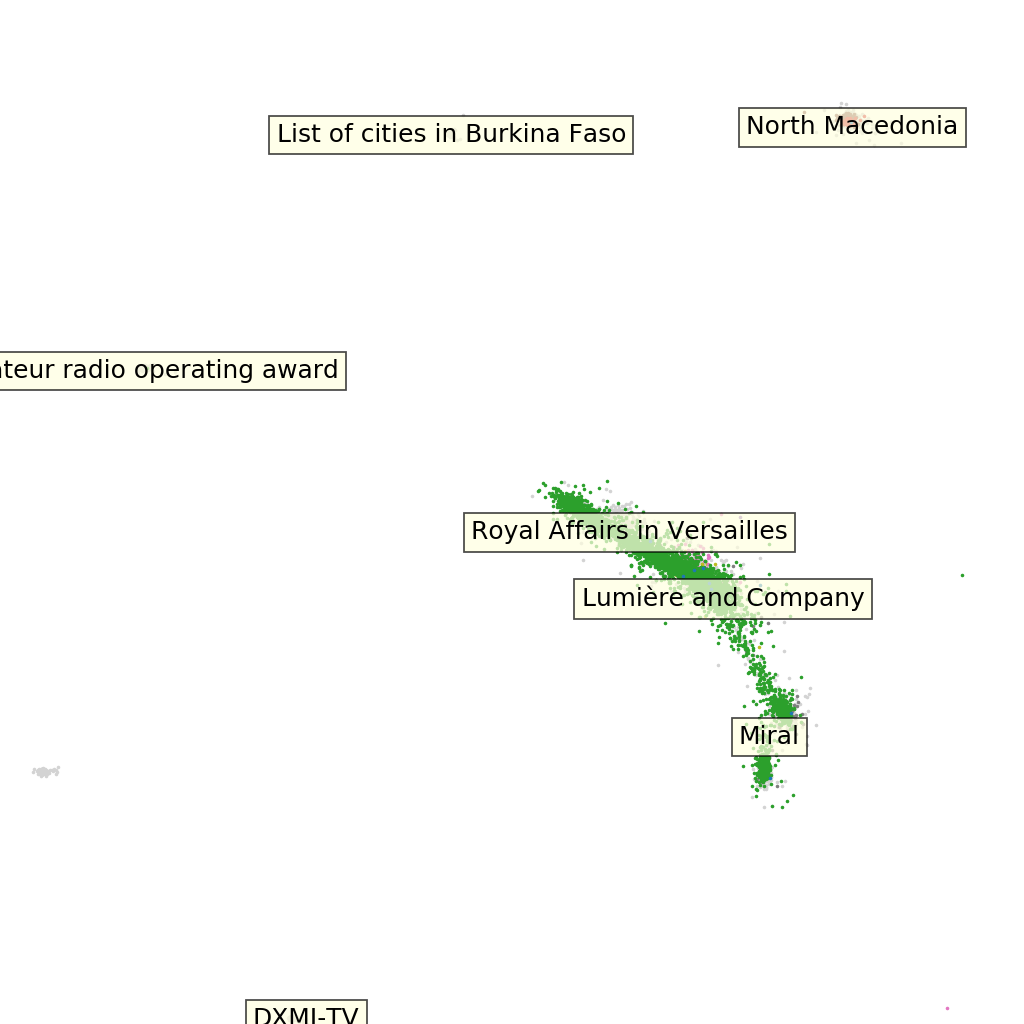 List of cities in Burkina Faso
North Macedonia
radio operating award
Royal Affairs in Versailles
Lumière and Company
Miral
DXMI-TV